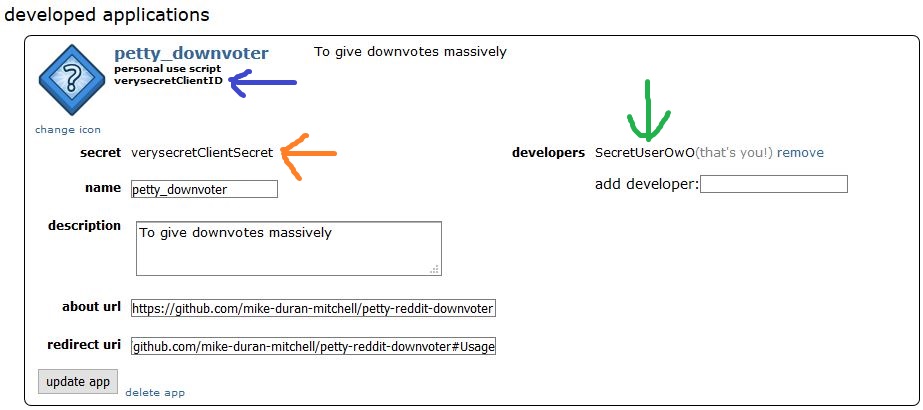 developed applications
petty_downvoter
To give downvotes massively
personal use script
verysecretClientID
change icon
secret verysecretClientSecret
developers SecretUserOwO(that's you!) remove
name petty_downvoter
add developer:
description To give downvotes massively
about url https://github.com/mike-duran-mitchell/petty-reddit-downvoter
redirect uri github.com/mike-duran-mitchell/petty-reddit-downvoter#Usage
update app
delete app